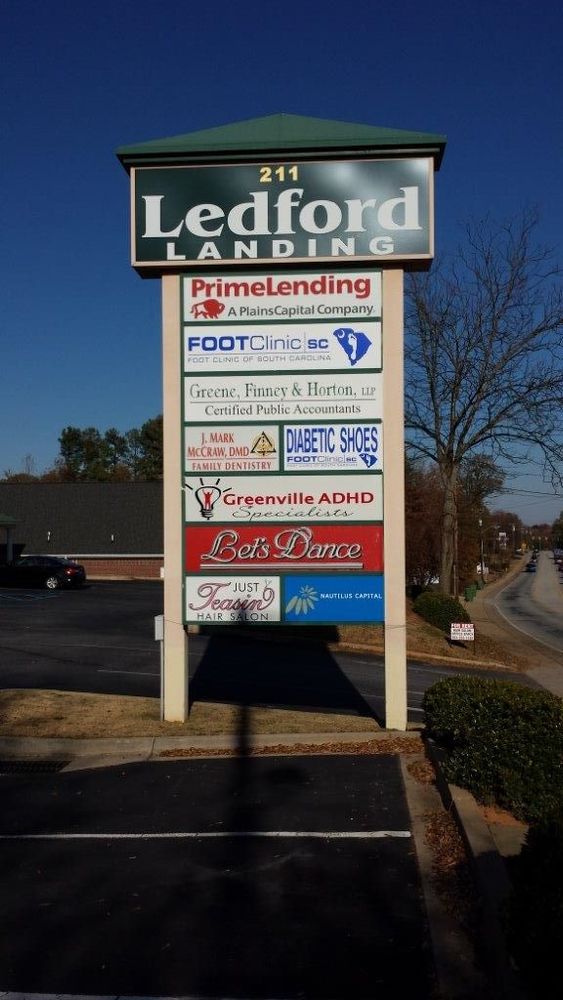 211
Ledford
LANDING
PrimeLending
A PlainsCapital Company
FOOTClinic|SC
FOOT CLINIC OF SOUTH CAROLINA
Greene, Finney & Horton, LLP
Certified Public Accountants
J. MARK
MCCRAW, DMD
FAMILY DENTISTRY
DIABETIC SHOES
FOOTClinic|SC
Greenville ADHD
Specialists
Let's Dance
JUST
Teasin
HAIR SALON
NAUTILUS CAPITAL
FOR RENT